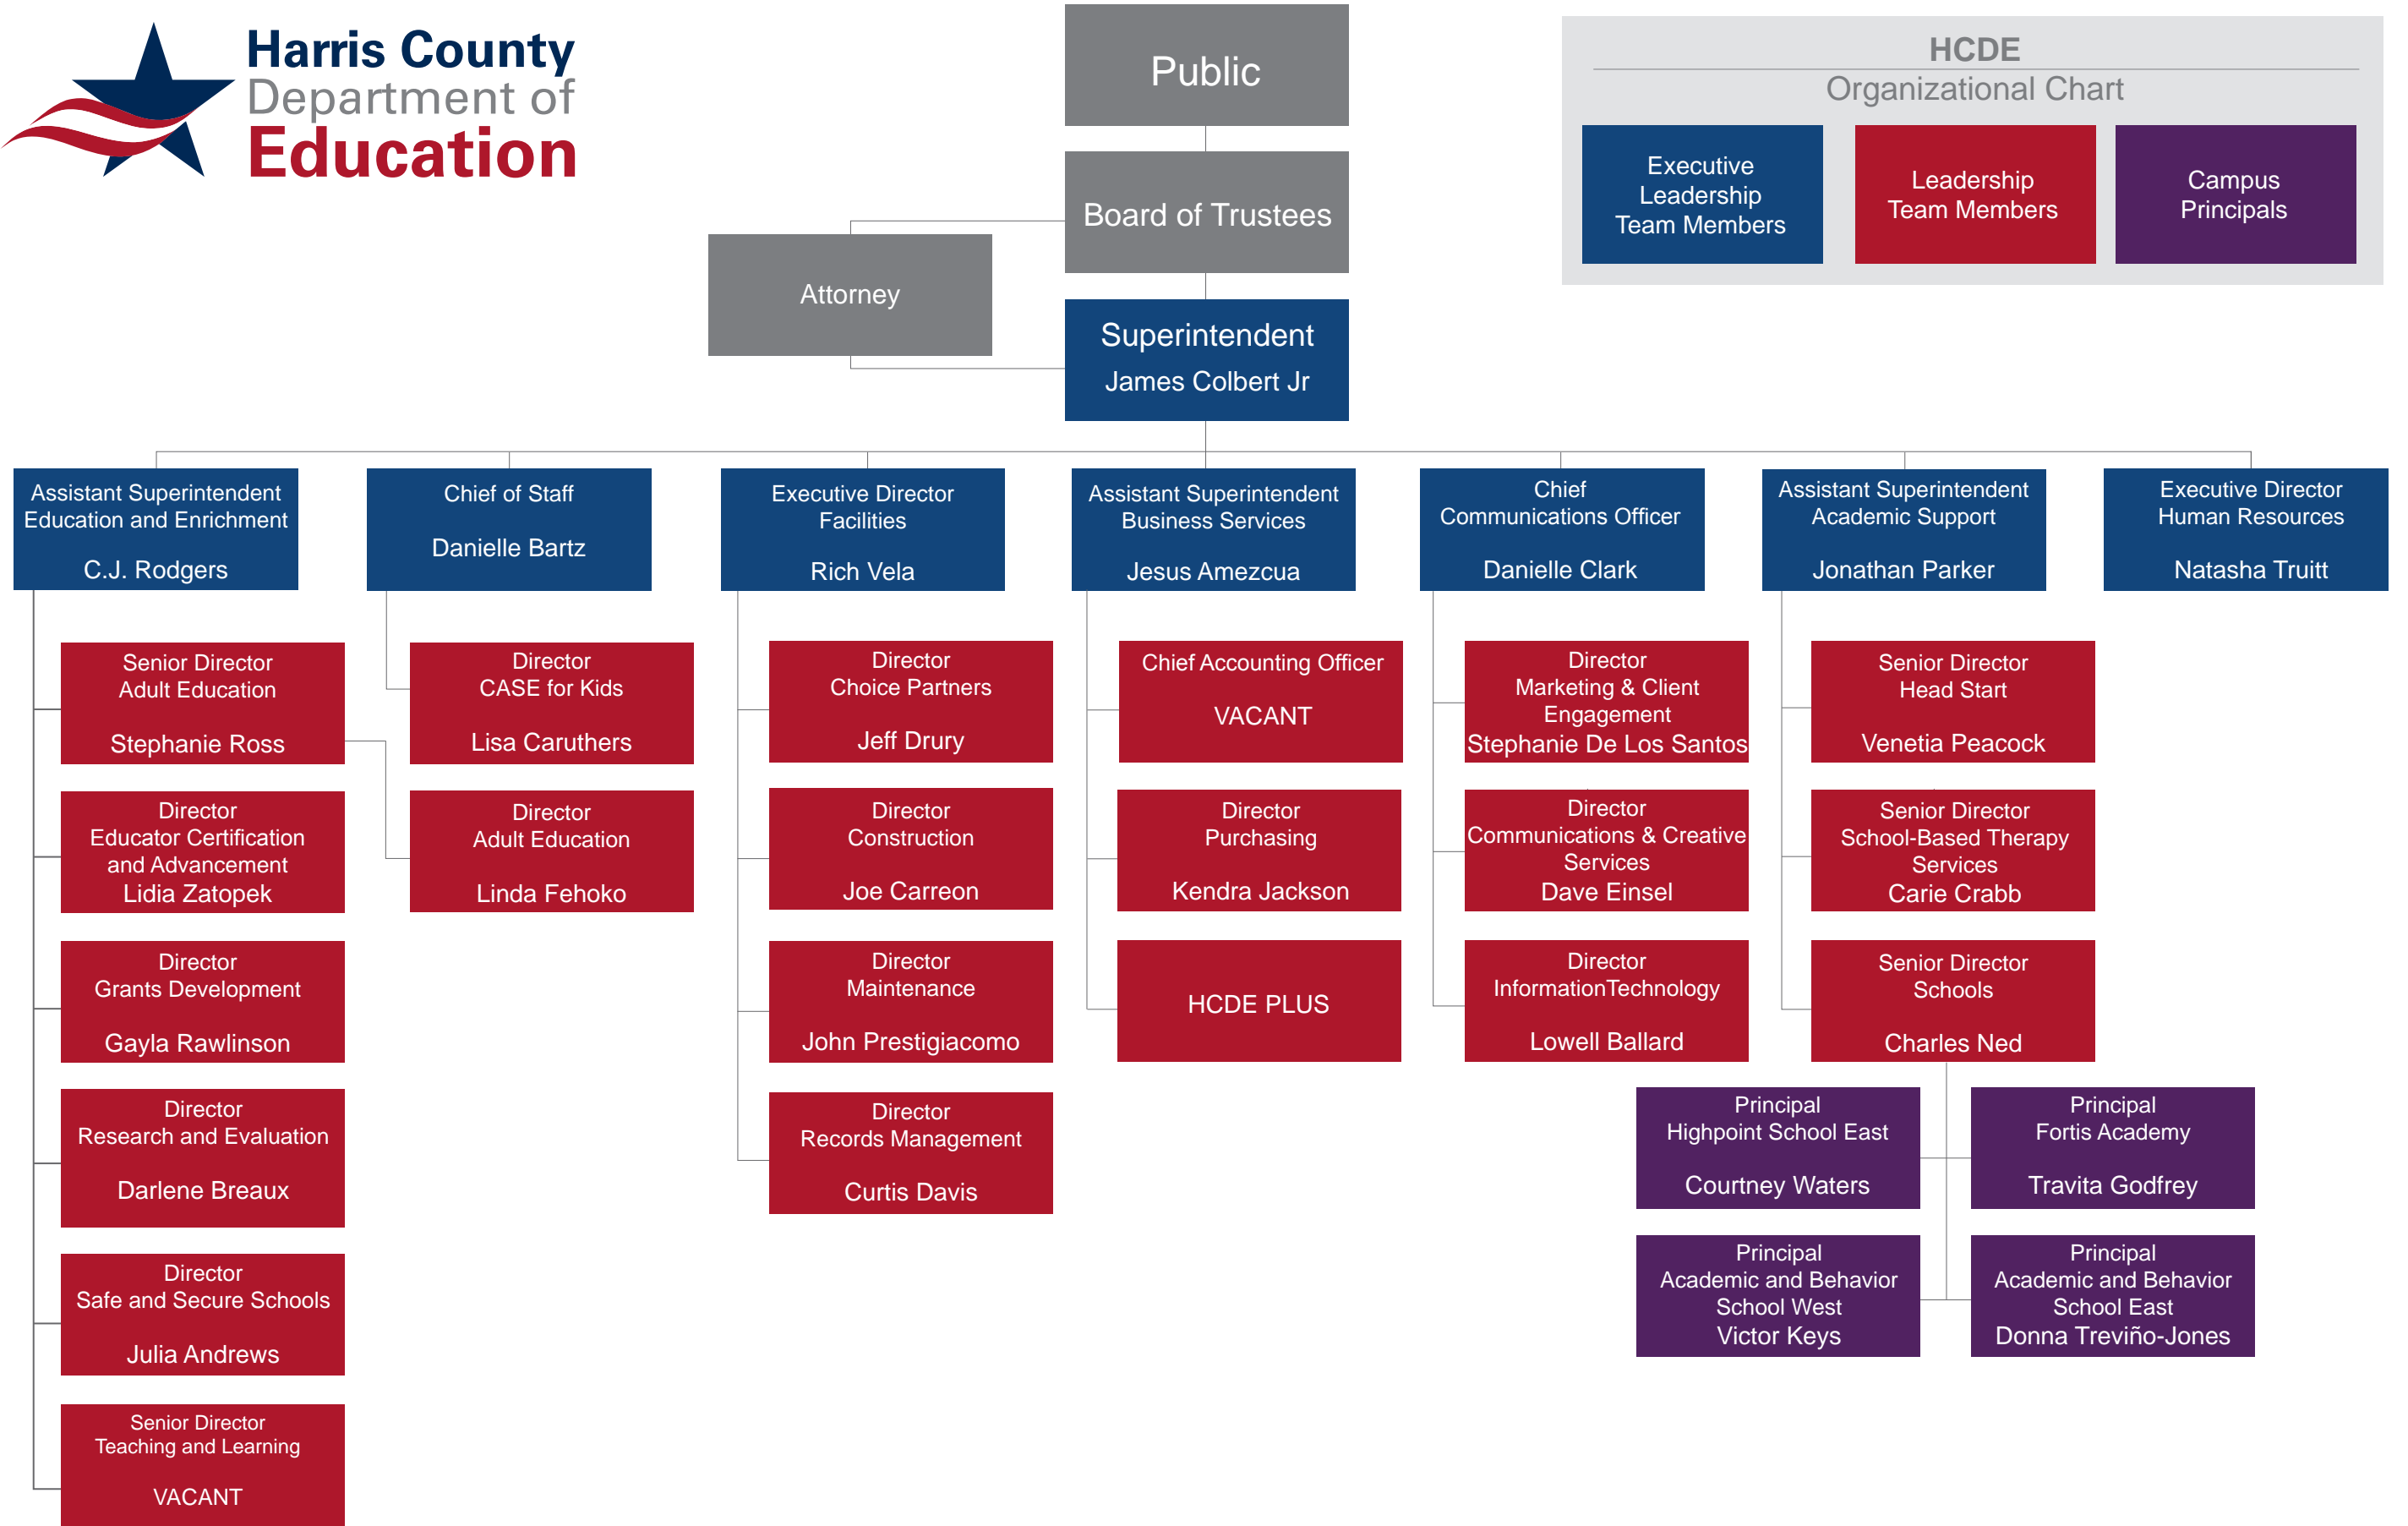 Harris County
Department of
Education
Public
Board of Trustees
Attorney
Superintendent
James Colbert Jr
HCDE
Organizational Chart
Executive
Leadership
Team Members
Leadership
Team Members
Campus
Principals
Assistant Superintendent
Education and Enrichment
C.J. Rodgers
Chief of Staff
Danielle Bartz
Executive Director
Facilities
Rich Vela
Assistant Superintendent
Business Services
Jesus Amezcua
Chief
Communications Officer
Danielle Clark
Assistant Superintendent
Academic Support
Jonathan Parker
Executive Director
Human Resources
Natasha Truitt
Senior Director
Adult Education
Stephanie Ross
Director
Educator Certification
and Advancement
Lidia Zatopek
Director
Grants Development
Gayla Rawlinson
Director
Research and Evaluation
Darlene Breaux
Director
Safe and Secure Schools
Julia Andrews
Senior Director
Teaching and Learning
VACANT
Director
CASE for Kids
Lisa Caruthers
Director
Adult Education
Linda Fehoko
Director
Choice Partners
Jeff Drury
Director
Construction
Joe Carreon
Director
Maintenance
John Prestigiacomo
Director
Records Management
Curtis Davis
Chief Accounting Officer
VACANT
Director
Purchasing
Kendra Jackson
HCDE PLUS
Director
Marketing & Client
Engagement
Stephanie De Los Santos
Director
Communications & Creative
Services
Dave Einsel
Director
InformationTechnology
Lowell Ballard
Senior Director
Head Start
Venetia Peacock
Senior Director
School-Based Therapy
Services
Carie Crabb
Senior Director
Schools
Charles Ned
Principal
Highpoint School East
Courtney Waters
Principal
Fortis Academy
Travita Godfrey
Principal
Academic and Behavior
School West
Victor Keys
Principal
Academic and Behavior
School East
Donna Treviño-Jones